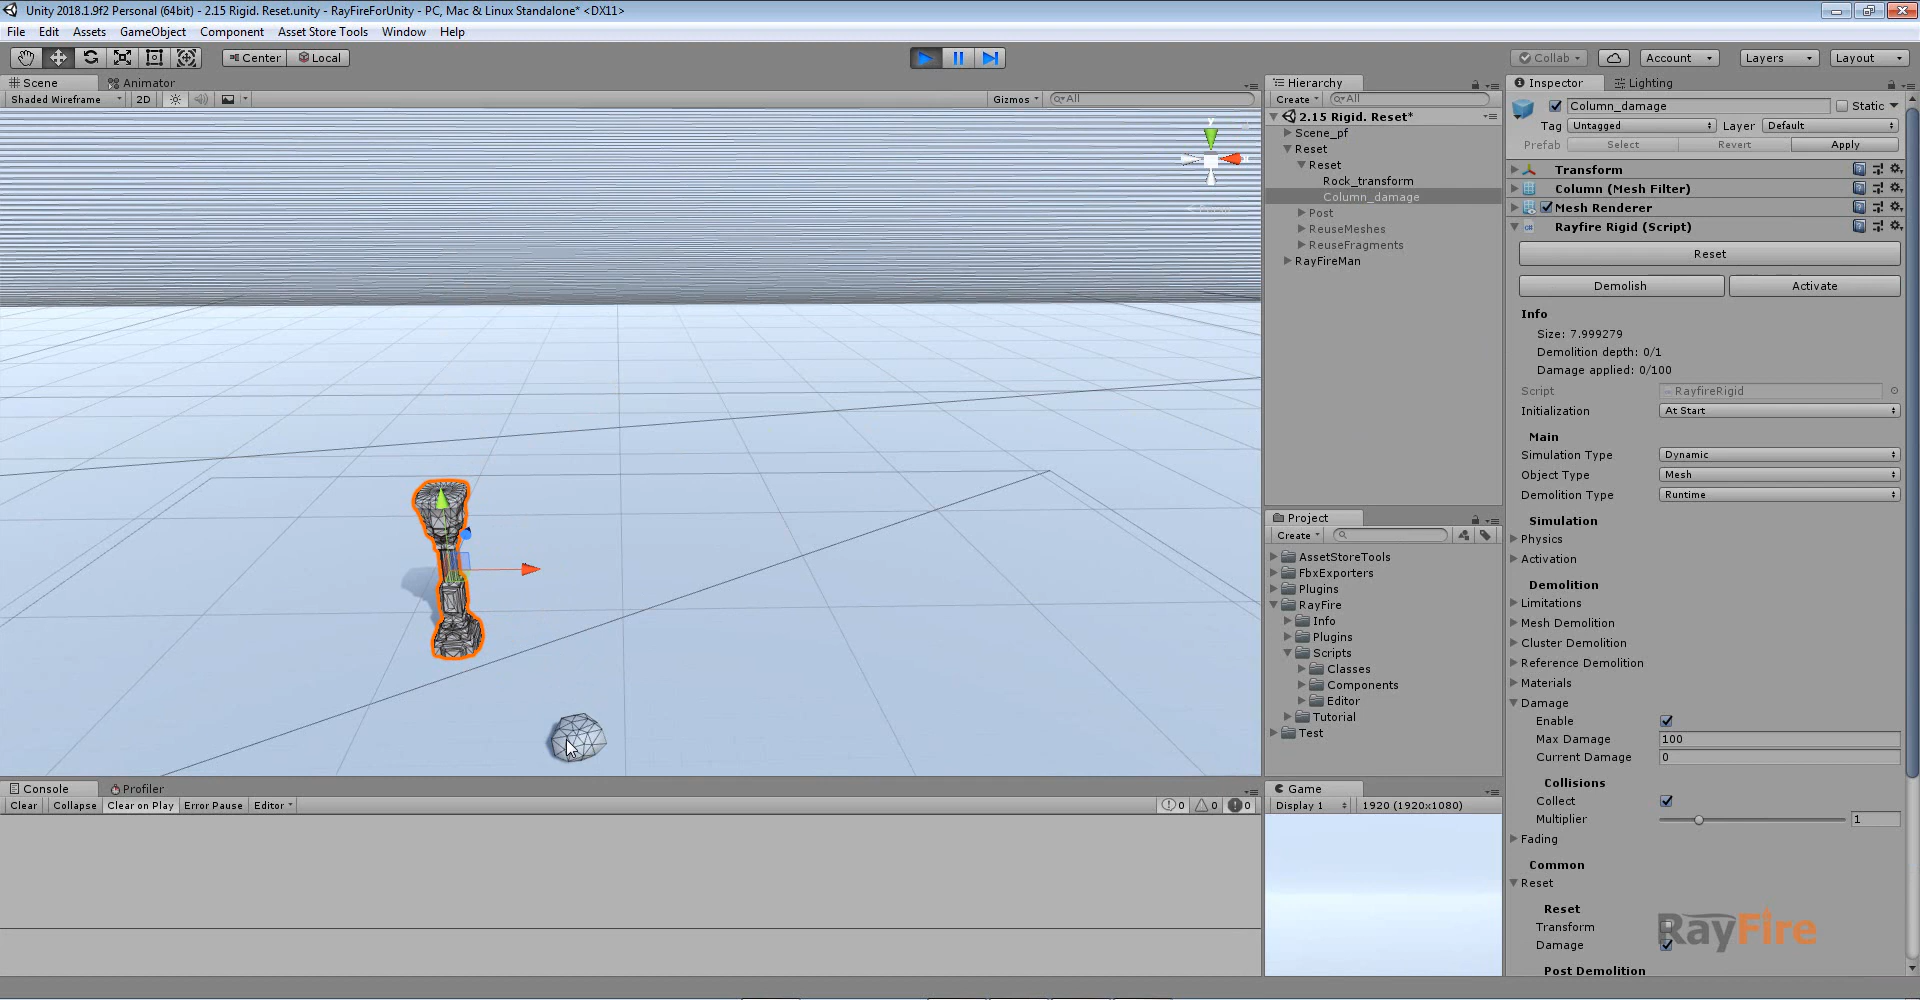 Unity 2018.1.9f2 Personal (64bit) - 2.15 Rigid. Reset.unity - RayFireForUnity - PC, Mac & Linux Standalone* <DX11>
File Edit Assets GameObject Component Asset Store Tools Window Help
Center Local
Collab Account Layers Layout
Scene Animator
Shaded Wireframe 2D Gizmos All
Hierarchy
Create All
2.15 Rigid. Reset*
Scene_pf
Reset
Reset
Rock_transform
Column_damage
Post
ReuseMeshes
ReuseFragments
RayFireMan
Project
Create
AssetStoreTools
FbxExporters
Plugins
RayFire
Info
Plugins
Scripts
Classes
Components
Editor
Tutorial
Test
Console Profiler
Clear Collapse Clear on Play Error Pause Editor 0 0 0
Game
Display 1 1920 (1920x1080)
Inspector Lighting
Column_damage Static
Tag Untagged Layer Default
Prefab Select Revert Apply
Transform
Column (Mesh Filter)
Mesh Renderer
Rayfire Rigid (Script)
Reset
Demolish Activate
Info
Size: 7.999279
Demolition depth: 0/1
Damage applied: 0/100
Script RayfireRigid
Initialization At Start
Main
Simulation Type Dynamic
Object Type Mesh
Demolition Type Runtime
Simulation
Physics
Activation
Demolition
Limitations
Mesh Demolition
Cluster Demolition
Reference Demolition
Materials
Damage
Enable
Max Damage 100
Current Damage 0
Collisions
Collect
Multiplier 1
Fading
Common
Reset
Reset
Transform
Damage
Post Demolition
RayFire